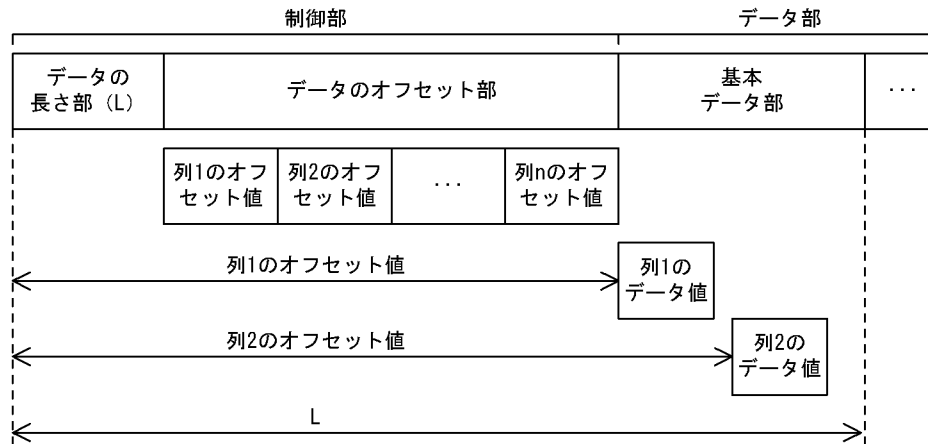 制御部
データ部
データの
長さ部（L）
データのオフセット部
基本
データ部
...
列1のオフ
セット値
列2のオフ
セット値
...
列nのオフ
セット値
列1のオフセット値
列1の
データ値
列2のオフセット値
列2の
データ値
L